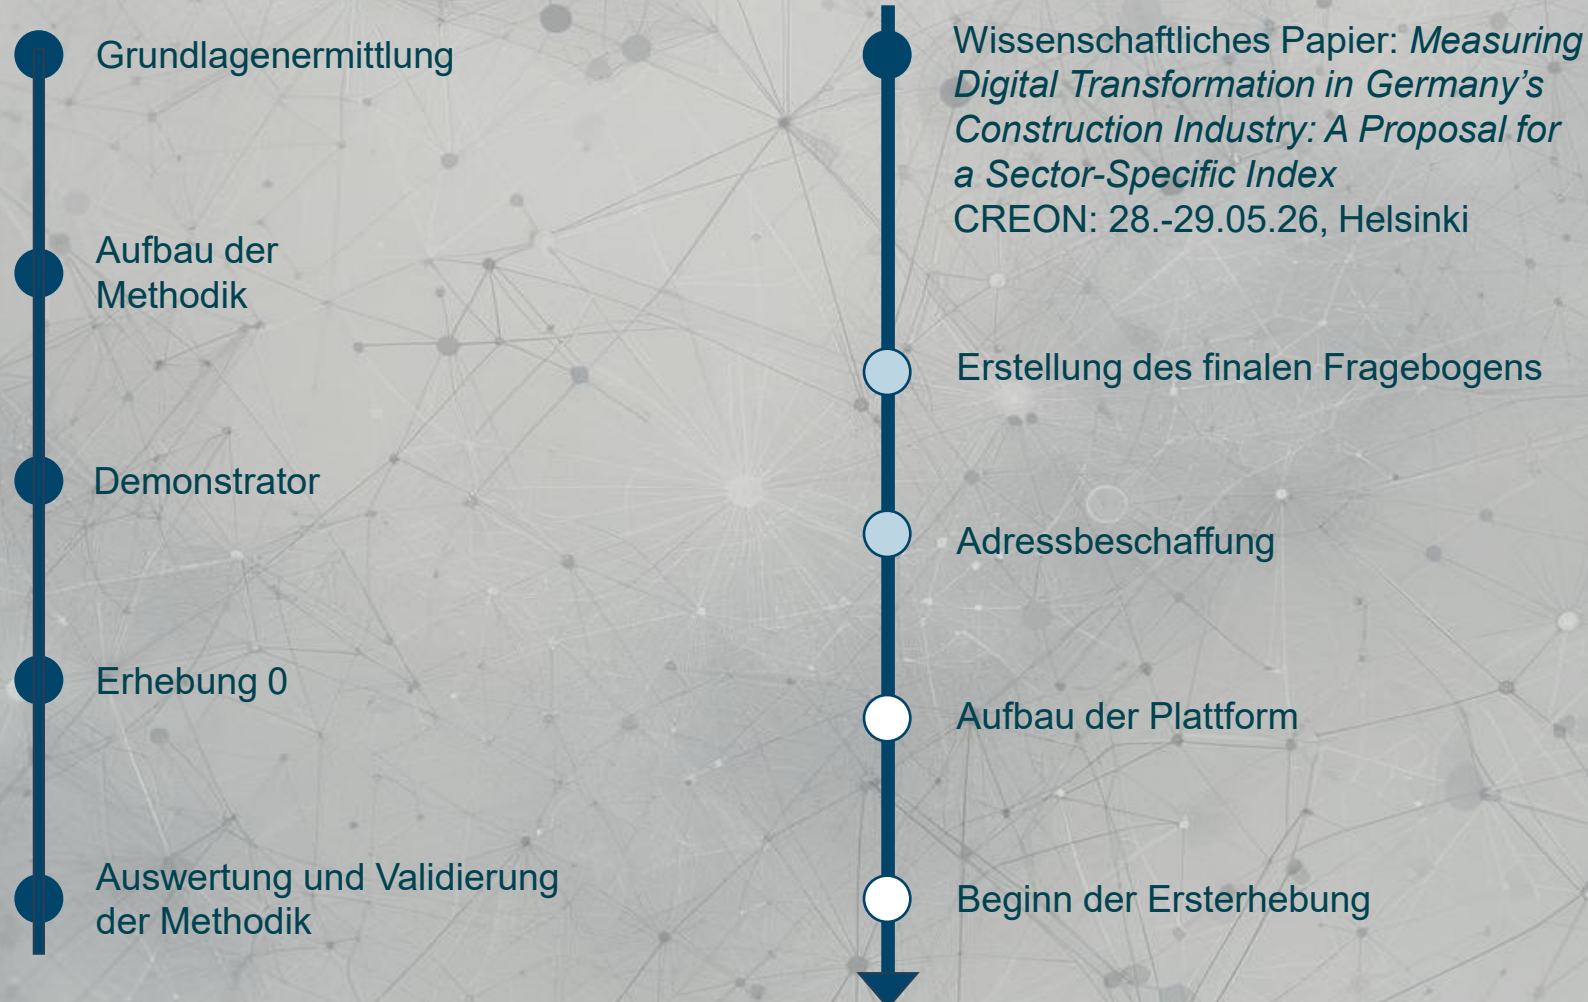 Grundlagenermittlung
Aufbau der
Methodik
Demonstrator
Erhebung 0
Auswertung und Validierung
der Methodik
Wissenschaftliches Papier: Measuring
Digital Transformation in Germany’s
Construction Industry: A Proposal for
a Sector-Specific Index
CREON: 28.-29.05.26, Helsinki
Erstellung des finalen Fragebogens
Adressbeschaffung
Aufbau der Plattform
Beginn der Ersterhebung